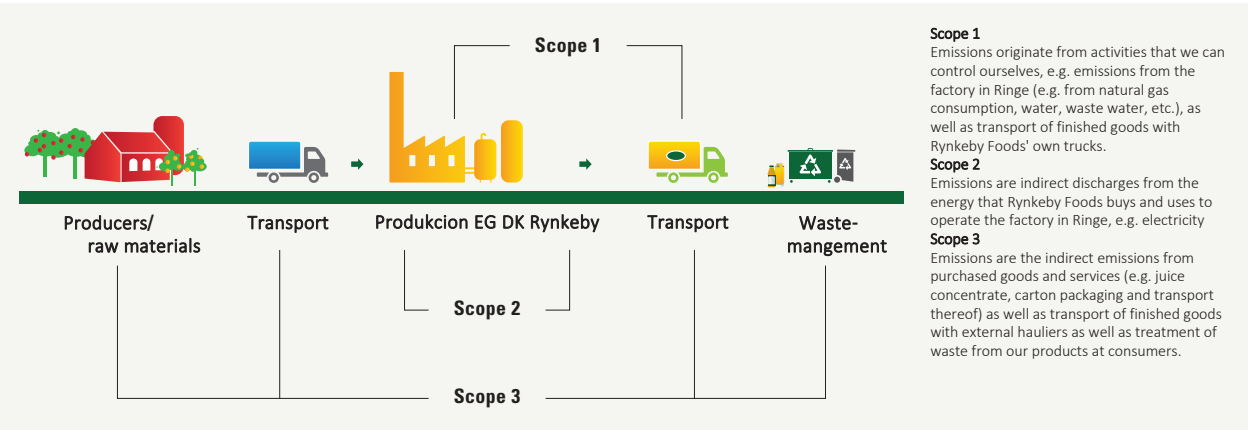 Scope 1
Producers/
raw materials
Transport
Produkcion EG DK Rynkeby
Transport
Waste-
mangement
Scope 2
Scope 3
Scope 1
Emissions originate from activities that we can
control ourselves, e.g. emissions from the
factory in Ringe (e.g. from natural gas
consumption, water, waste water, etc.), as
well as transport of finished goods with
Rynkeby Foods' own trucks.
Scope 2
Emissions are indirect discharges from the
energy that Rynkeby Foods buys and uses to
operate the factory in Ringe, e.g. electricity
Scope 3
Emissions are the indirect emissions from
purchased goods and services (e.g. juice
concentrate, carton packaging and transport
thereof) as well as transport of finished goods
with external hauliers as well as treatment of
waste from our products at consumers.